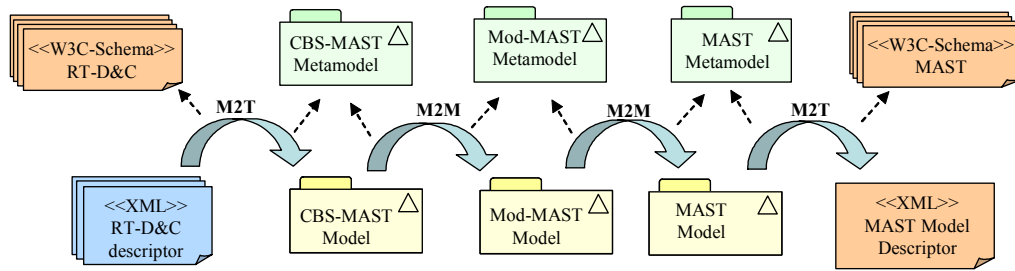 <<W3C-Schema>>
RT-D&C
CBS-MAST
Metamodel
Mod-MAST
Metamodel
MAST
Metamodel
<<W3C-Schema>>
MAST
M2T
M2M
M2M
M2T
<<XML>>
RT-D&C
descriptor
CBS-MAST
Model
Mod-MAST
Model
MAST
Model
<<XML>>
MAST Model
Descriptor